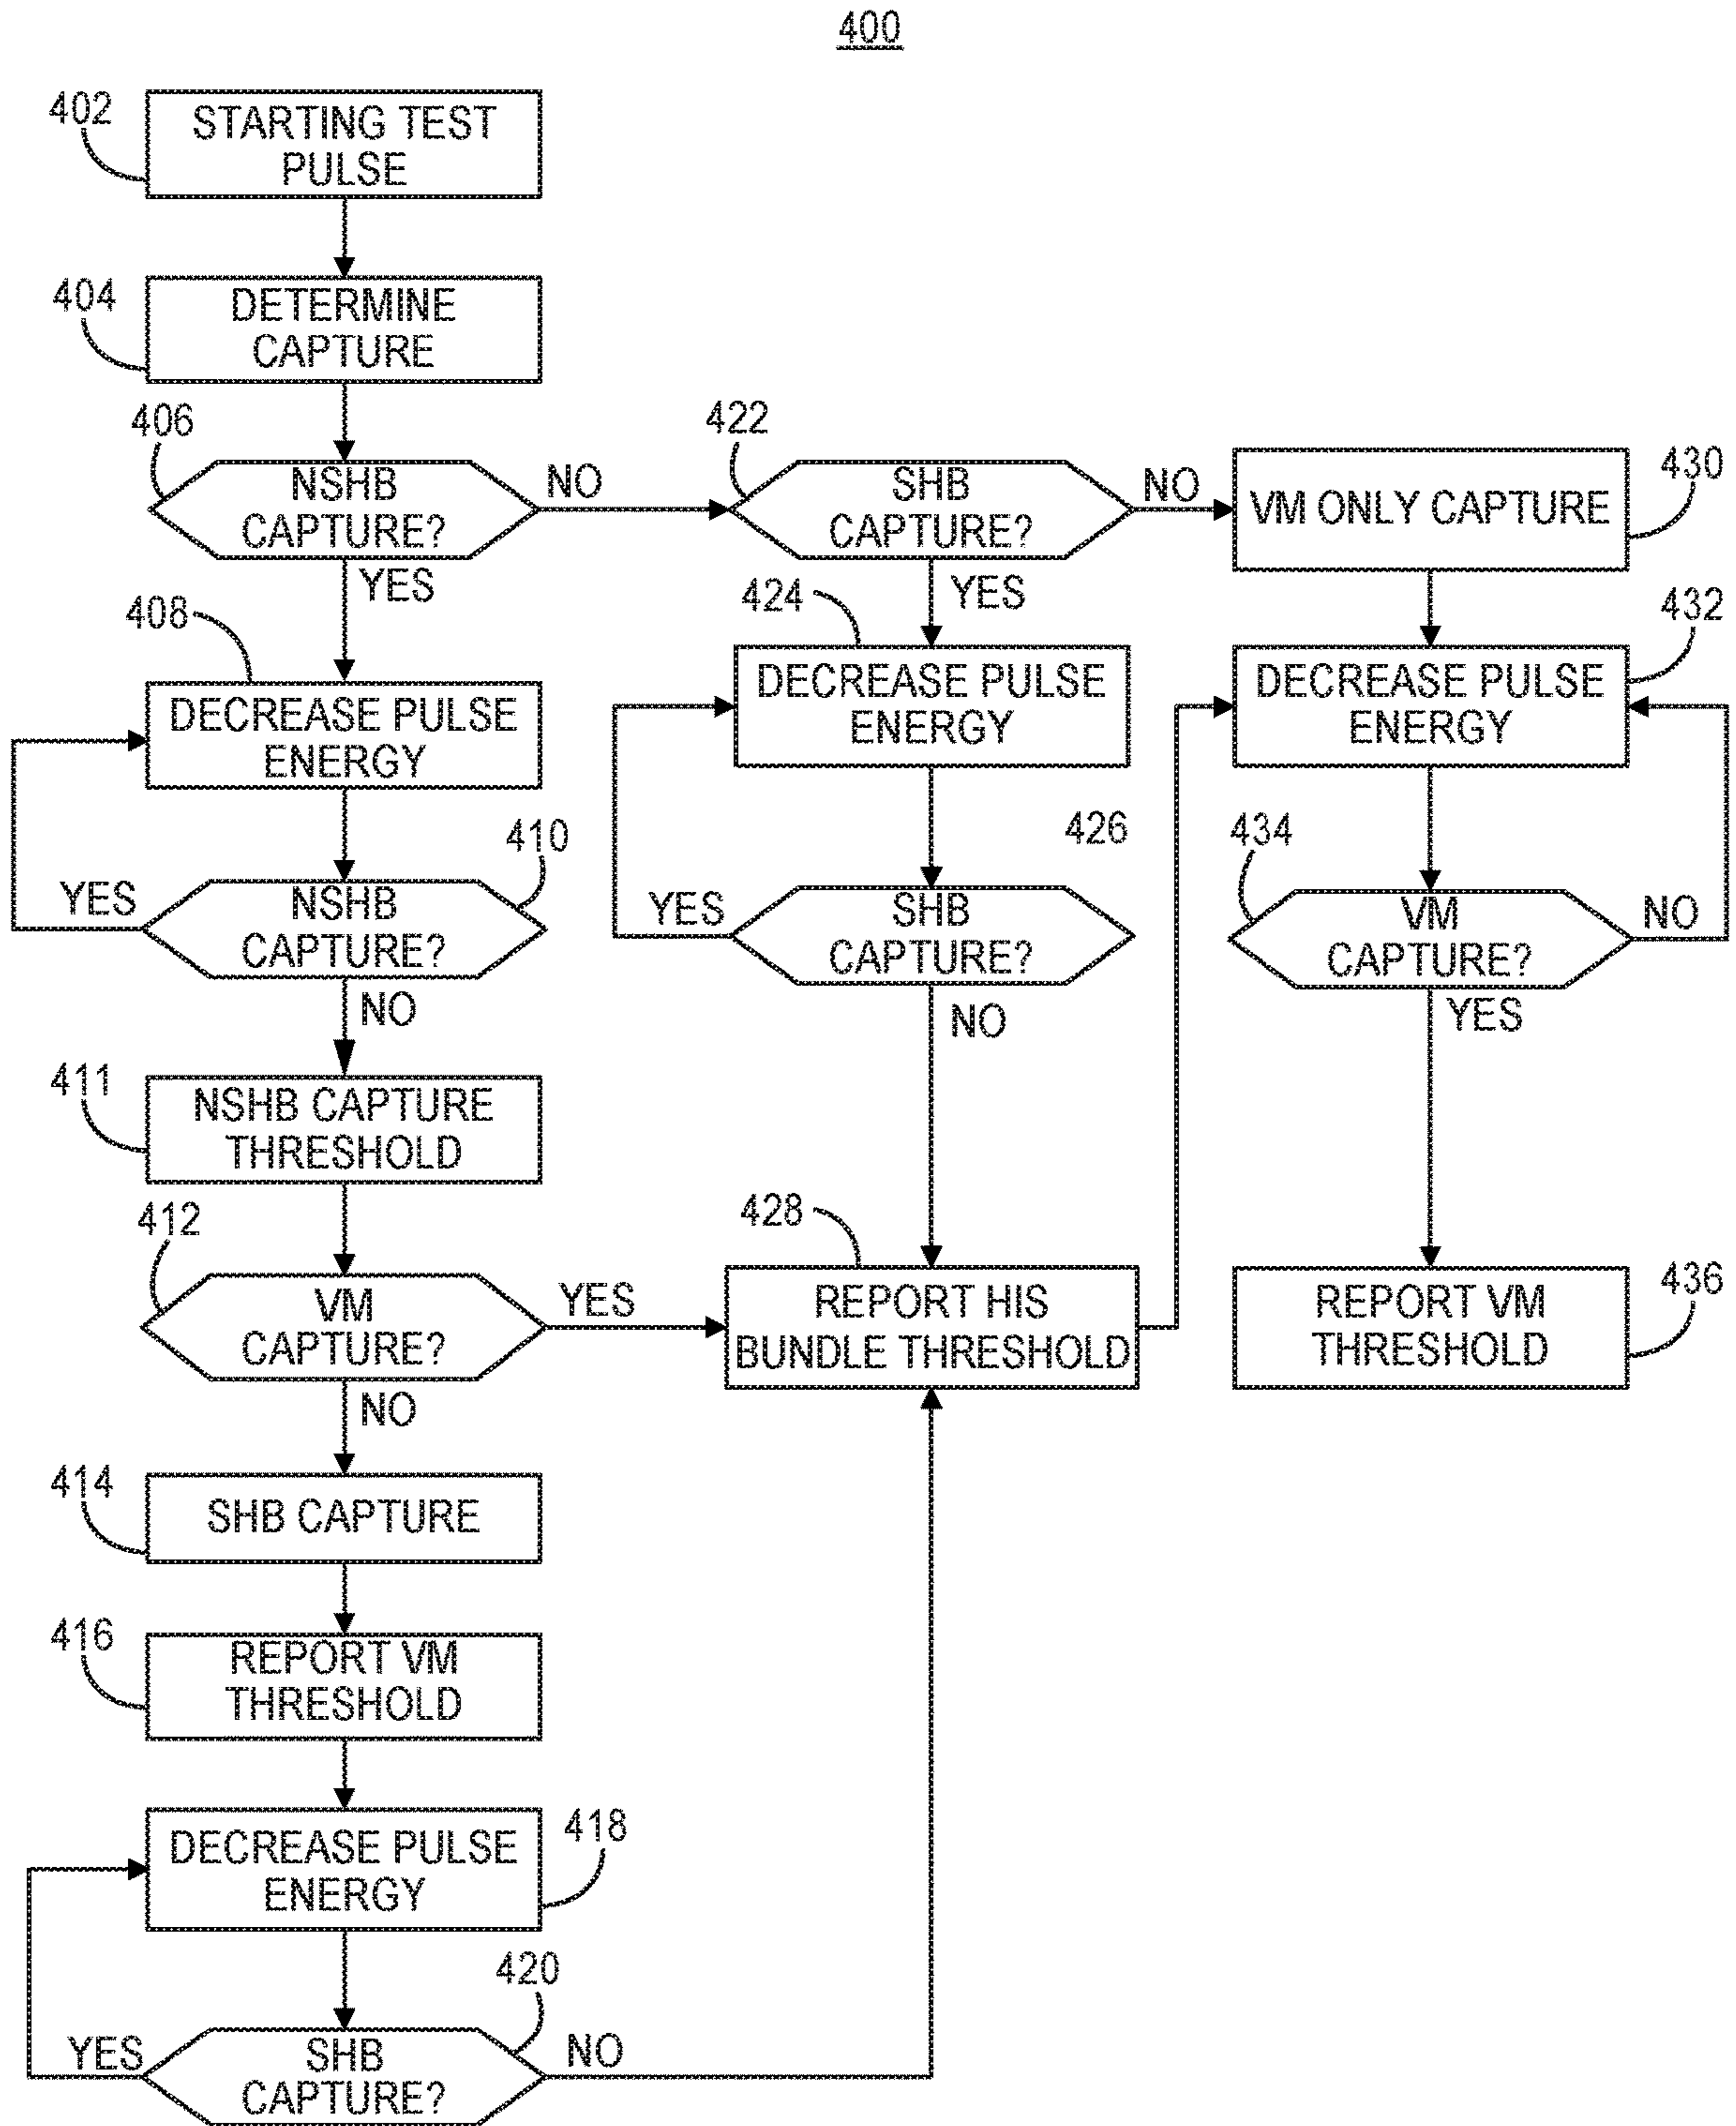 400
402
STARTING TEST
PULSE
404
DETERMINE
CAPTURE
406
NSHB
CAPTURE?
NO
YES
422
SHB
CAPTURE?
NO
YES
VM ONLY CAPTURE
430
408
DECREASE PULSE
ENERGY
424
DECREASE PULSE
ENERGY
432
DECREASE PULSE
ENERGY
410
YES
NSHB
CAPTURE?
NO
426
YES
SHB
CAPTURE?
NO
434
VM
CAPTURE?
NO
YES
411
NSHB CAPTURE
THRESHOLD
412
VM
CAPTURE?
YES
NO
428
REPORT HIS
BUNDLE THRESHOLD
REPORT VM
THRESHOLD
436
414
SHB CAPTURE
416
REPORT VM
THRESHOLD
DECREASE PULSE
ENERGY
418
420
YES
SHB
CAPTURE?
NO